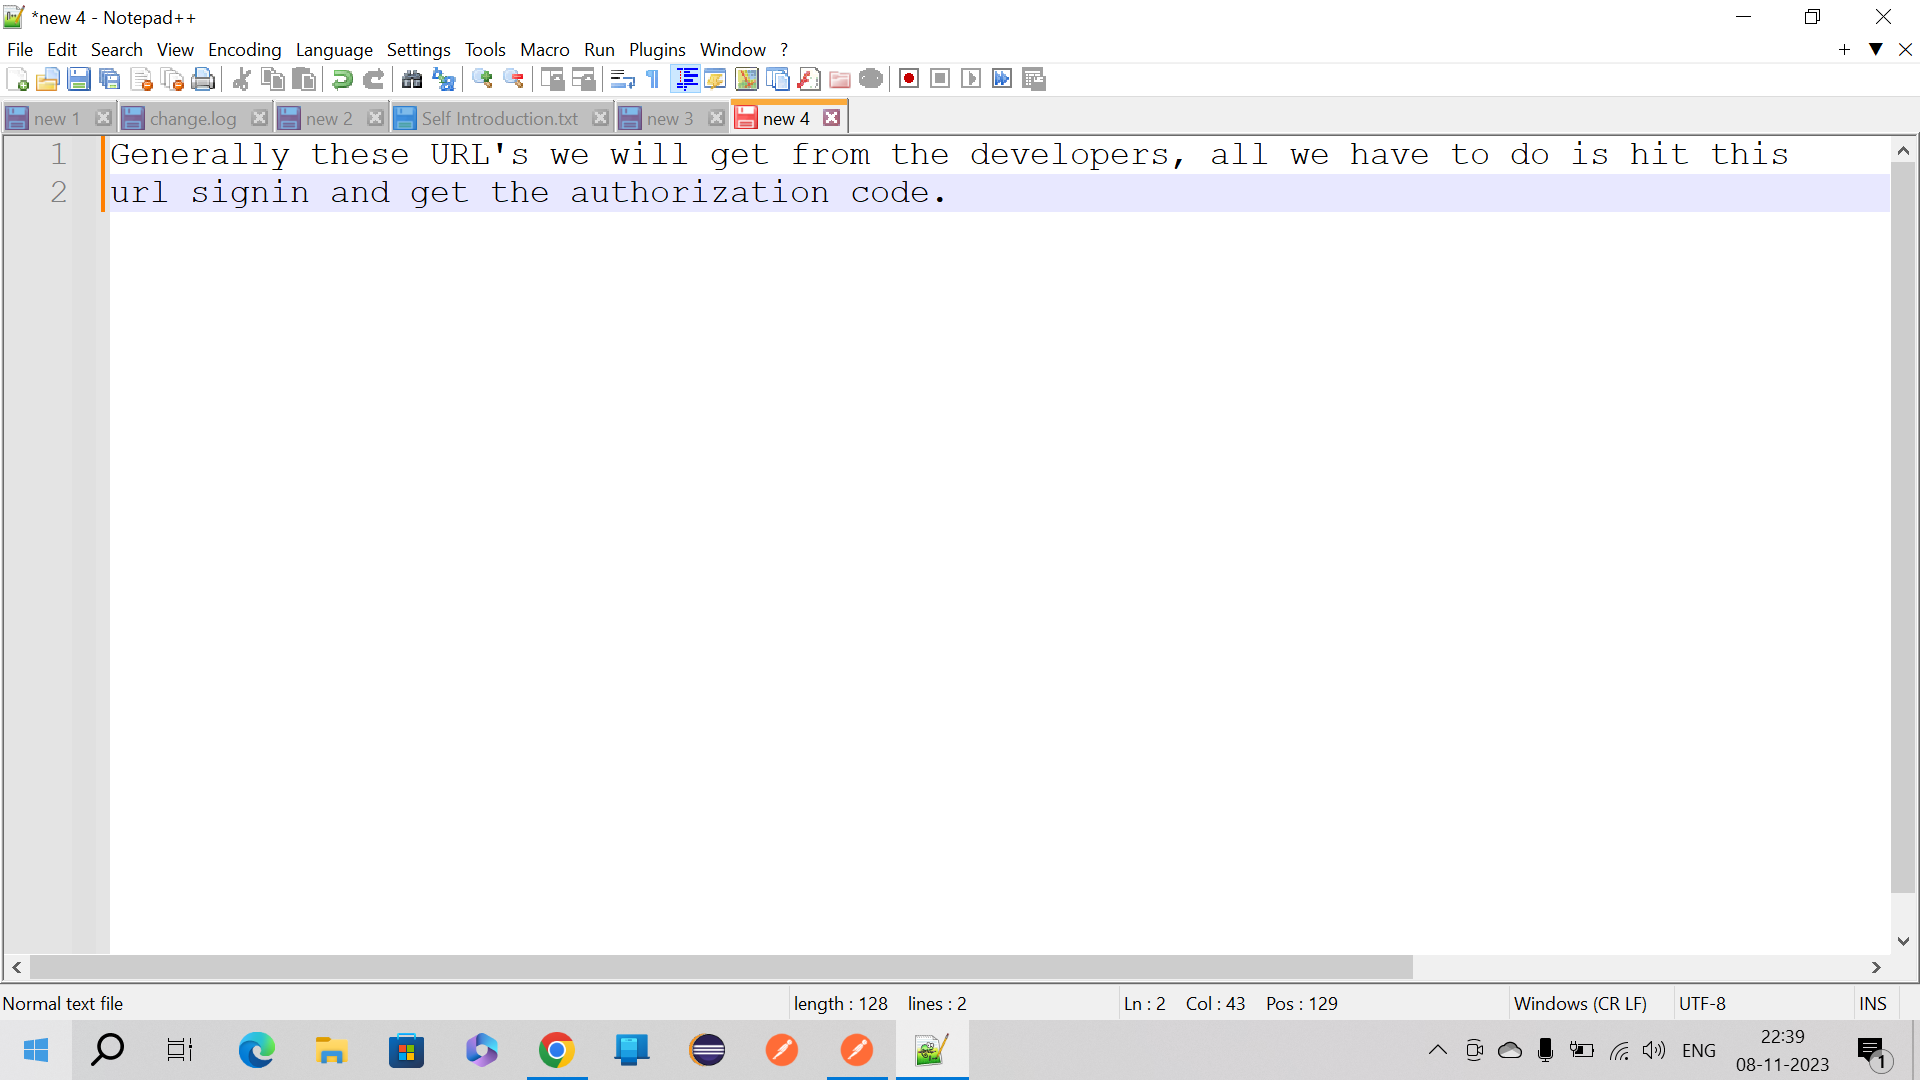 *new 4 - Notepad++
File Edit Search View Encoding Language Settings Tools Macro Run Plugins Window ?
new 1 change.log new 2 Self Introduction.txt new 3 new 4
1 Generally these URL's we will get from the developers, all we have to do is hit this
2 url signin and get the authorization code.
Normal text file length : 128 lines : 2 Ln : 2 Col : 43 Pos : 129 Windows (CR LF) UTF-8 INS
ENG 22:39 1
08-11-2023